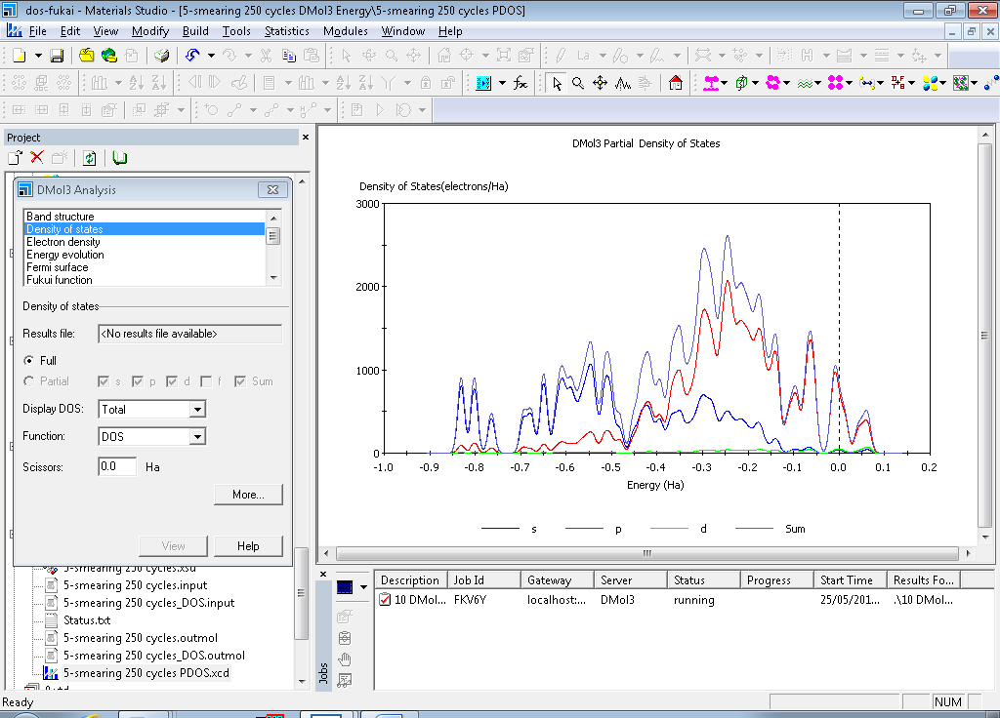 dos-fukai - Materials Studio - [5-smearing 250 cycles DMol3 Energy\5-smearing 250 cycles PDOS]
File Edit View Modify Build Tools Statistics Modules Window Help
Project
DMol3 Analysis
Band structure
Density of states
Electron density
Energy evolution
Fermi surface
Fukui function
Density of states
Results file: <No results file available>
Full
Partial s p d f Sum
Display DOS: Total
Function: DOS
Scissors: 0.0 Ha
More...
View Help
5-smearing 250 cycles.xsd
5-smearing 250 cycles.input
5-smearing 250 cycles_DOS.input
Status.txt
5-smearing 250 cycles.outmol
5-smearing 250 cycles_DOS.outmol
5-smearing 250 cycles PDOS.xcd
DMol3 Partial Density of States
Density of States(electrons/Ha)
3000
2000
1000
0
-1.0 -0.9 -0.8 -0.7 -0.6 -0.5 -0.4 -0.3 -0.2 -0.1 0.0 0.1 0.2
Energy (Ha)
s p d Sum
Jobs
Description Job Id Gateway Server Status Progress Start Time Results Fo...
10 DMol... FKV6Y localhost:... DMol3 running 25/05/201... .\10 DMol...
Ready
NUM